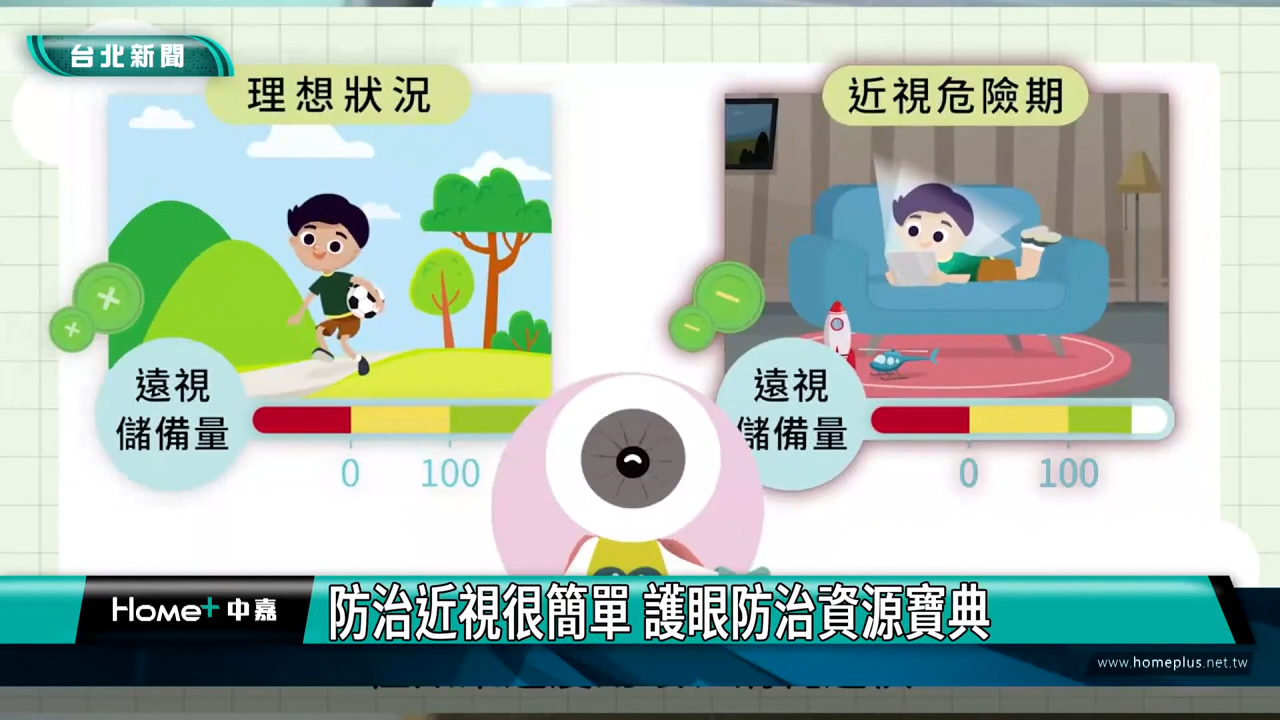 台北新聞
理想狀況
近視危險期
遠視
儲備量
0 100
遠視
儲備量
0 100
Home+中嘉
防治近視很簡單 護眼防治資源寶典
www.homeplus.net.tw